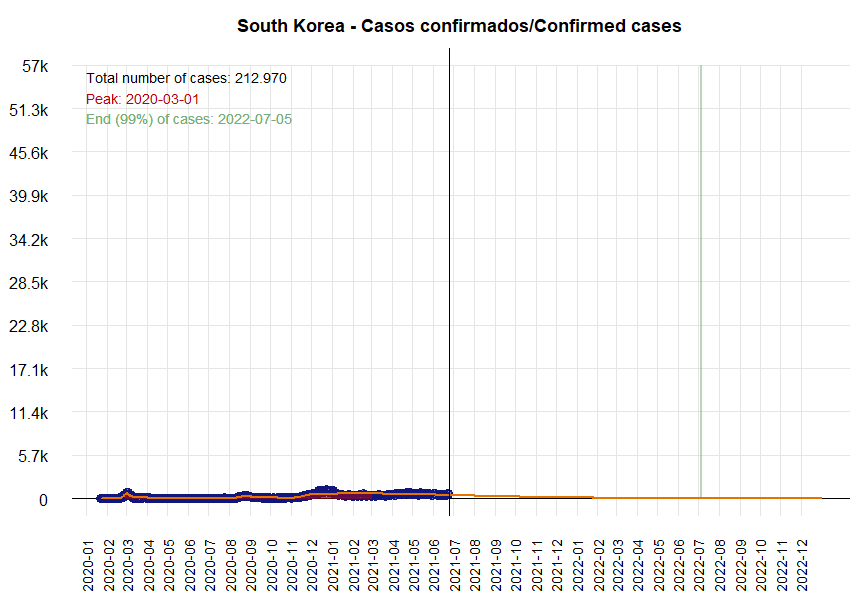 South Korea - Casos confirmados/Confirmed cases
57k
Total number of cases: 212.970
Peak: 2020-03-01
51.3k
End (99%) of cases: 2022-07-05
45.6k
39.9k
34.2k
28.5k
22.8k
17.1k
11.4k
5.7k
0
2020-01
2020-02
2020-03
2020-04
2020-05
2020-06
2020-07
2020-08
2020-09
2020-10
2020-11
2020-12
2021-01
2021-02
2021-03
2021-04
2021-05
2021-06
2021-07
2021-08
2021-09
2021-10
2021-11
2021-12
2022-01
2022-02
2022-03
2022-04
2022-05
2022-06
2022-07
2022-08
2022-09
2022-10
2022-11
2022-12